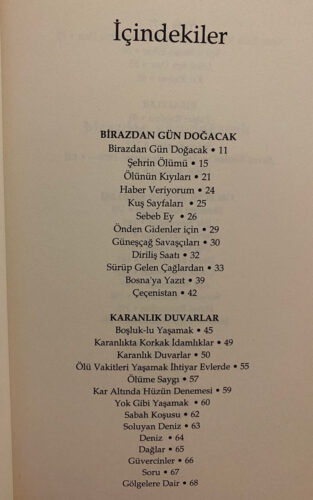 İçindekiler
BİRAZDAN GÜN DOĞACAK
Birazdan Gün Doğacak • 11
Şehrin Ölümü • 15
Ölünün Kıyıları • 21
Haber Veriyorum • 24
Kuş Sayfaları • 25
Sebeb Ey • 26
Önden Gidenler için • 29
Güneşçağ Savaşçıları • 30
Diriliş Saatı • 32
Sürüp Gelen Çağlardan • 33
Bosna'ya Yazıt • 39
Çeçenistan • 42
KARANLIK DUVARLAR
Boşluk-lu Yaşamak • 45
Karanlıkta Korkak İdamlıklar • 49
Karanlık Duvarlar • 50
Ölü Vakitleri Yaşamak İhtiyar Evlerde • 55
Ölüme Saygı • 57
Kar Altında Hüzün Denemesi • 59
Yok Gibi Yaşamak • 60
Sabah Koşusu • 62
Soluyan Deniz • 63
Deniz • 64
Dağlar • 65
Güvercinler • 66
Soru • 67
Gölgelere Dair • 68